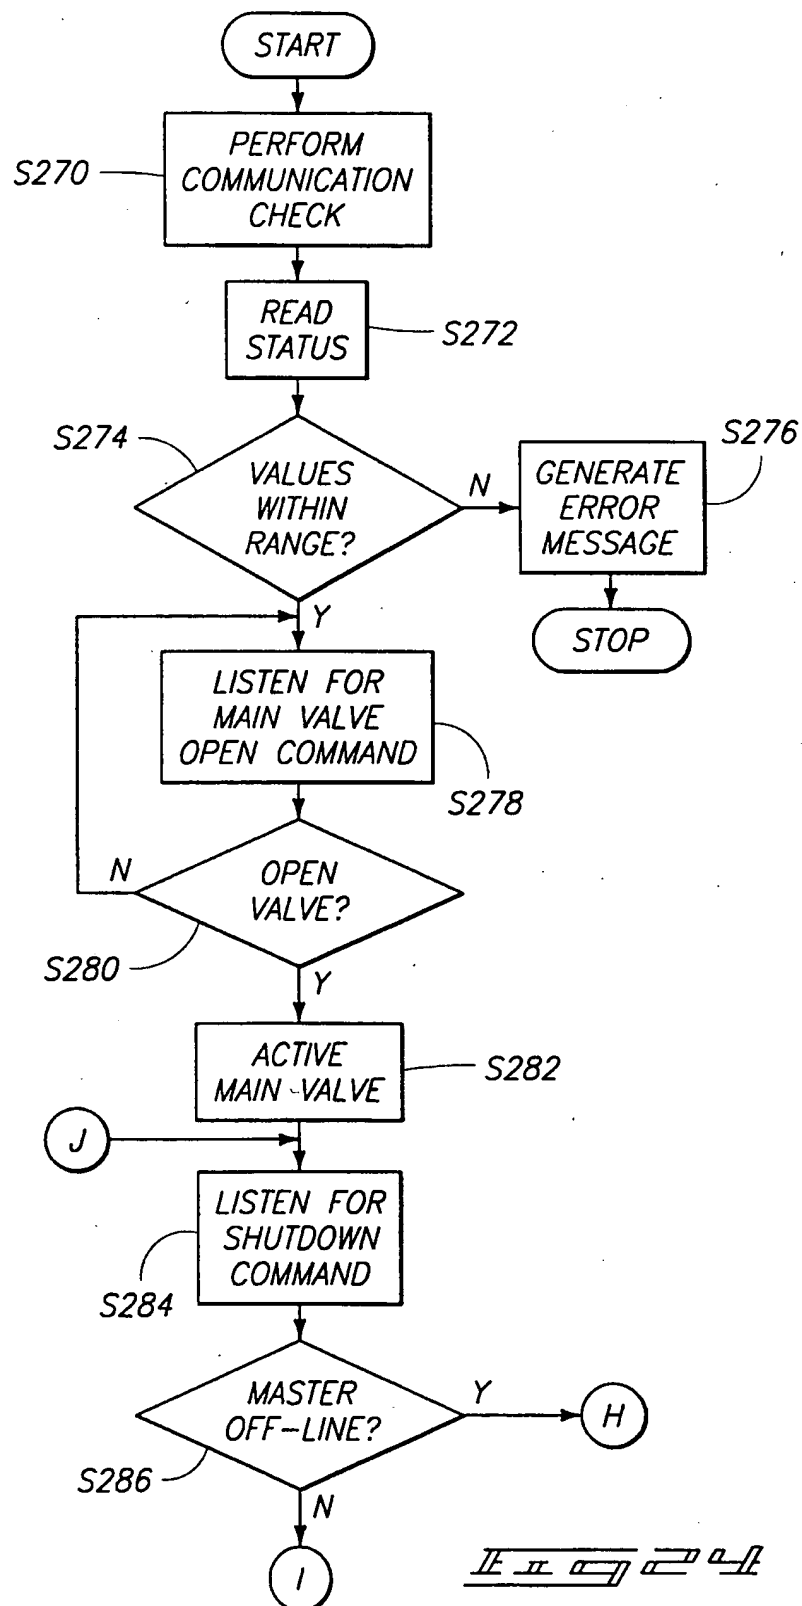 START
PERFORM
COMMUNICATION
CHECK
S270
READ
STATUS
S272
S274
VALUES
WITHIN
RANGE?
N
GENERATE
ERROR
MESSAGE
S276
STOP
Y
LISTEN FOR
MAIN VALVE
OPEN COMMAND
S278
N
OPEN
VALVE?
S280
Y
ACTIVE
MAIN VALVE
S282
J
LISTEN FOR
SHUTDOWN
COMMAND
S284
MASTER
OFF-LINE?
Y
H
S286
N
I
Fig 24